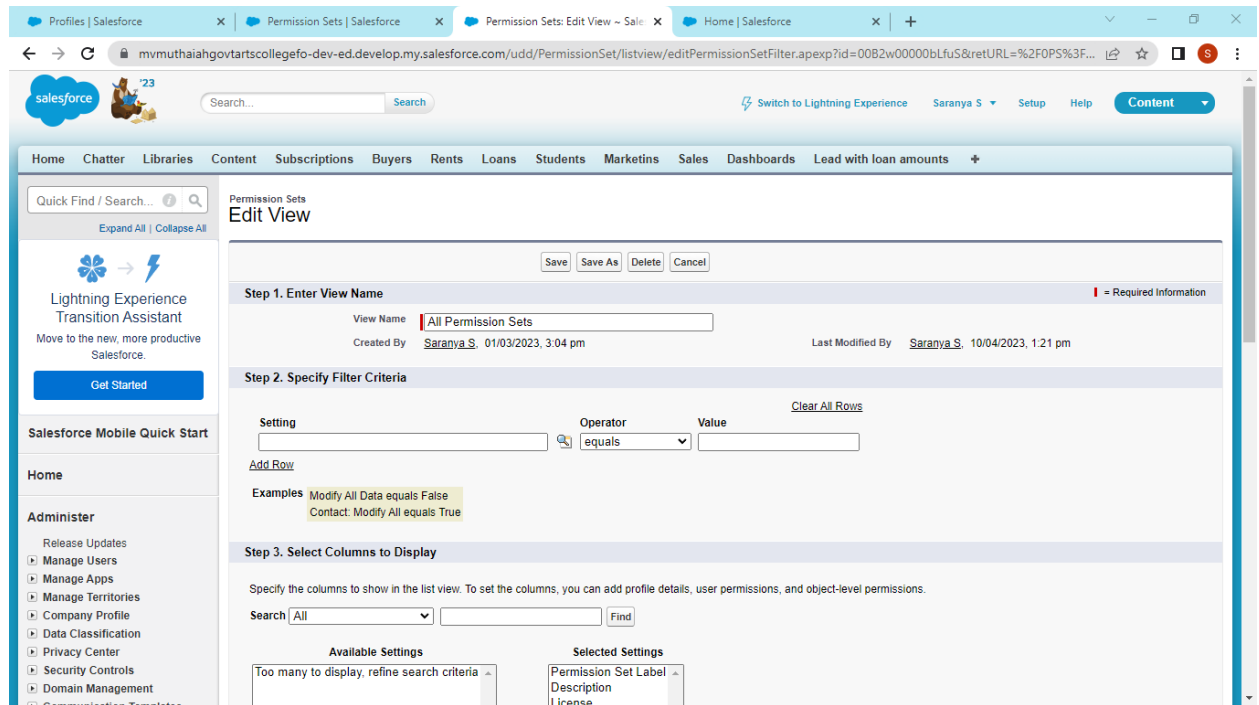 Profiles | Salesforce
Permission Sets | Salesforce
Permission Sets: Edit View ~ Sale
Home | Salesforce
mvmuthaiahgovtartscollegefo-dev-ed.develop.my.salesforce.com/udd/PermissionSet/listview/editPermissionSetFilter.apexp?id=00B2w00000bLfuS&retURL=%2F0PS%3F...
S
salesforce
'23
Search...
Search
Switch to Lightning Experience
Saranya S
Setup
Help
Content
Home Chatter Libraries Content Subscriptions Buyers Rents Loans Students Marketins Sales Dashboards Lead with loan amounts +
Quick Find / Search...
Expand All | Collapse All
Lightning Experience
Transition Assistant
Move to the new, more productive
Salesforce.
Get Started
Salesforce Mobile Quick Start
Home
Administer
Release Updates
Manage Users
Manage Apps
Manage Territories
Company Profile
Data Classification
Privacy Center
Security Controls
Domain Management
Communication Templates
Permission Sets
Edit View
Save Save As Delete Cancel
Step 1. Enter View Name
= Required Information
View Name All Permission Sets
Created By Saranya S, 01/03/2023, 3:04 pm
Last Modified By Saranya S, 10/04/2023, 1:21 pm
Step 2. Specify Filter Criteria
Clear All Rows
Setting Operator Value
equals
Add Row
Examples Modify All Data equals False
Contact: Modify All equals True
Step 3. Select Columns to Display
Specify the columns to show in the list view. To set the columns, you can add profile details, user permissions, and object-level permissions.
Search All Find
Available Settings
Too many to display, refine search criteria
Selected Settings
Permission Set Label
Description
License